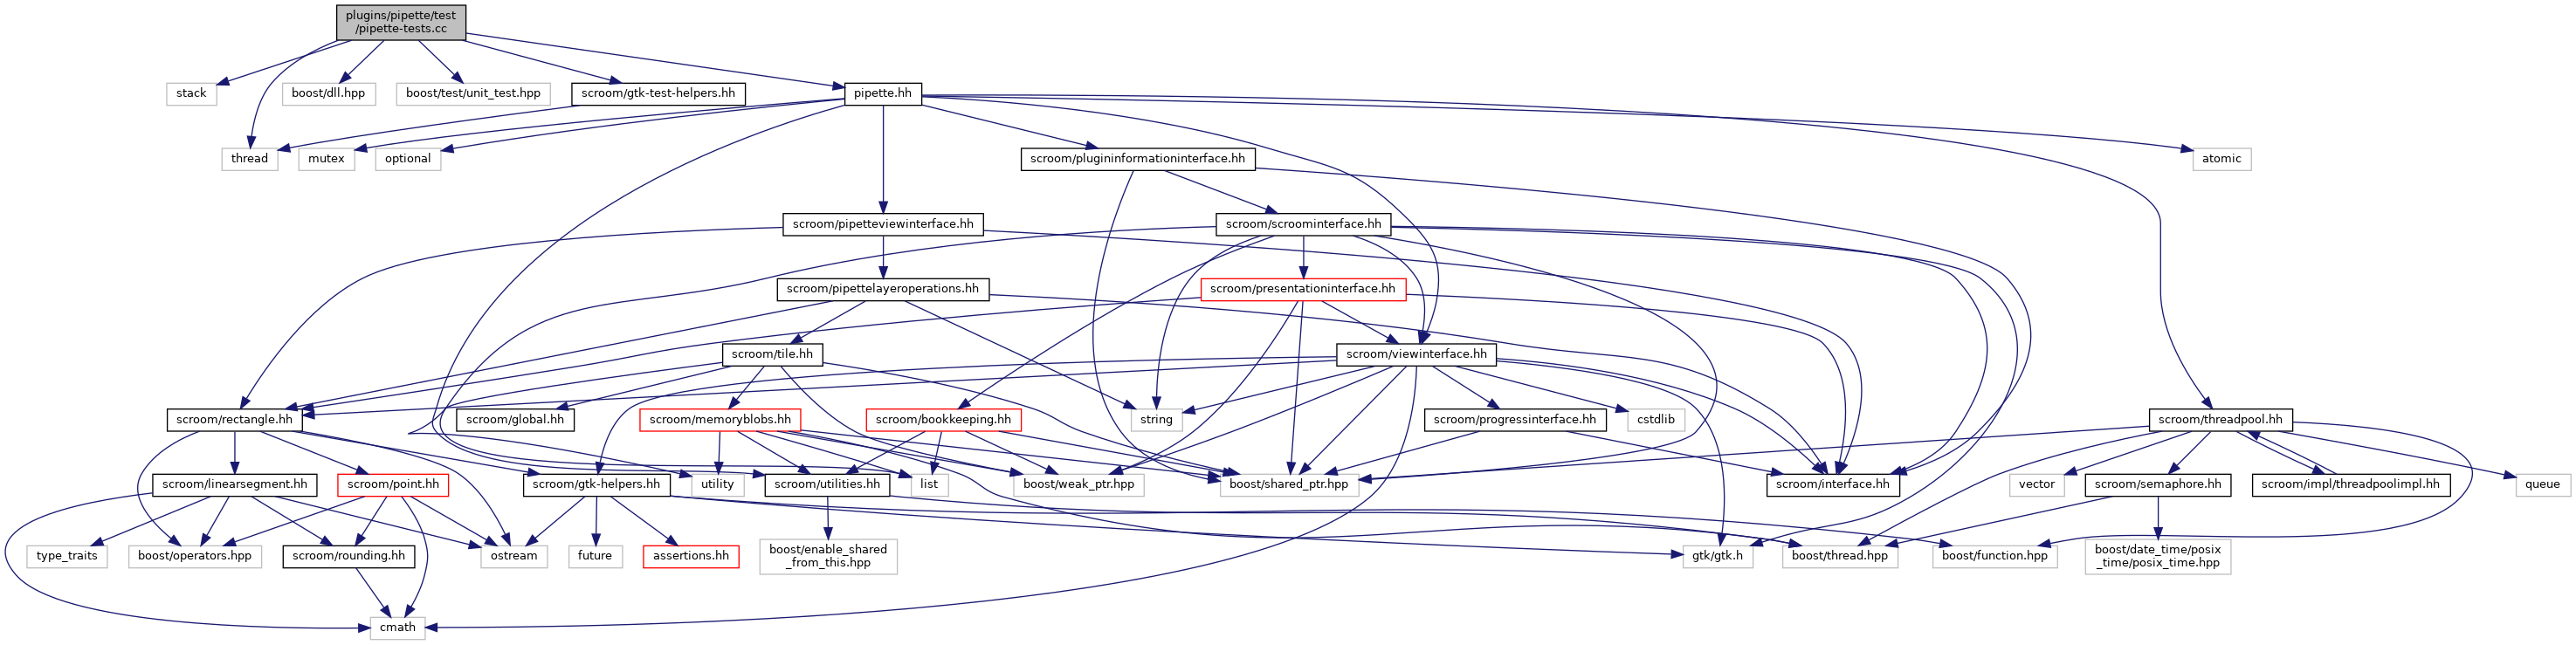 plugins/pipette/test
/pipette-tests.cc
stack
boost/dll.hpp
boost/test/unit_test.hpp
scroom/gtk-test-helpers.hh
pipette.hh
thread
mutex
optional
scroom/plugininformationinterface.hh
atomic
scroom/pipetteviewinterface.hh
scroom/scroominterface.hh
scroom/pipettelayeroperations.hh
scroom/presentationinterface.hh
scroom/tile.hh
scroom/viewinterface.hh
scroom/rectangle.hh
scroom/global.hh
scroom/memoryblobs.hh
scroom/bookkeeping.hh
string
scroom/progressinterface.hh
cstdlib
scroom/threadpool.hh
scroom/linearsegment.hh
scroom/point.hh
scroom/gtk-helpers.hh
utility
scroom/utilities.hh
list
boost/weak_ptr.hpp
boost/shared_ptr.hpp
scroom/interface.hh
vector
scroom/semaphore.hh
scroom/impl/threadpoolimpl.hh
queue
type_traits
boost/operators.hpp
scroom/rounding.hh
ostream
future
assertions.hh
boost/enable_shared
_from_this.hpp
gtk/gtk.h
boost/thread.hpp
boost/function.hpp
boost/date_time/posix
_time/posix_time.hpp
cmath